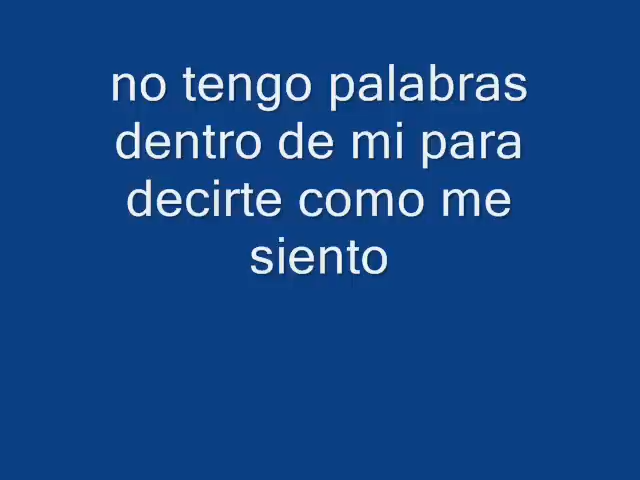 no tengo palabras
dentro de mi para
decirte como me
siento